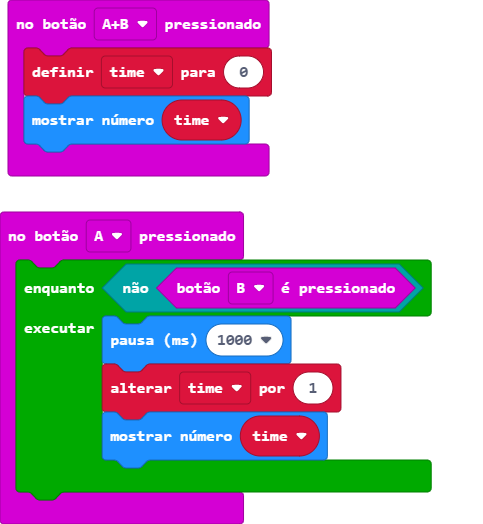 no botão A+B pressionado
definir time para 0
mostrar número time
no botão A pressionado
enquanto não botão B é pressionado
executar
pausa (ms) 1000
alterar time por 1
mostrar número time